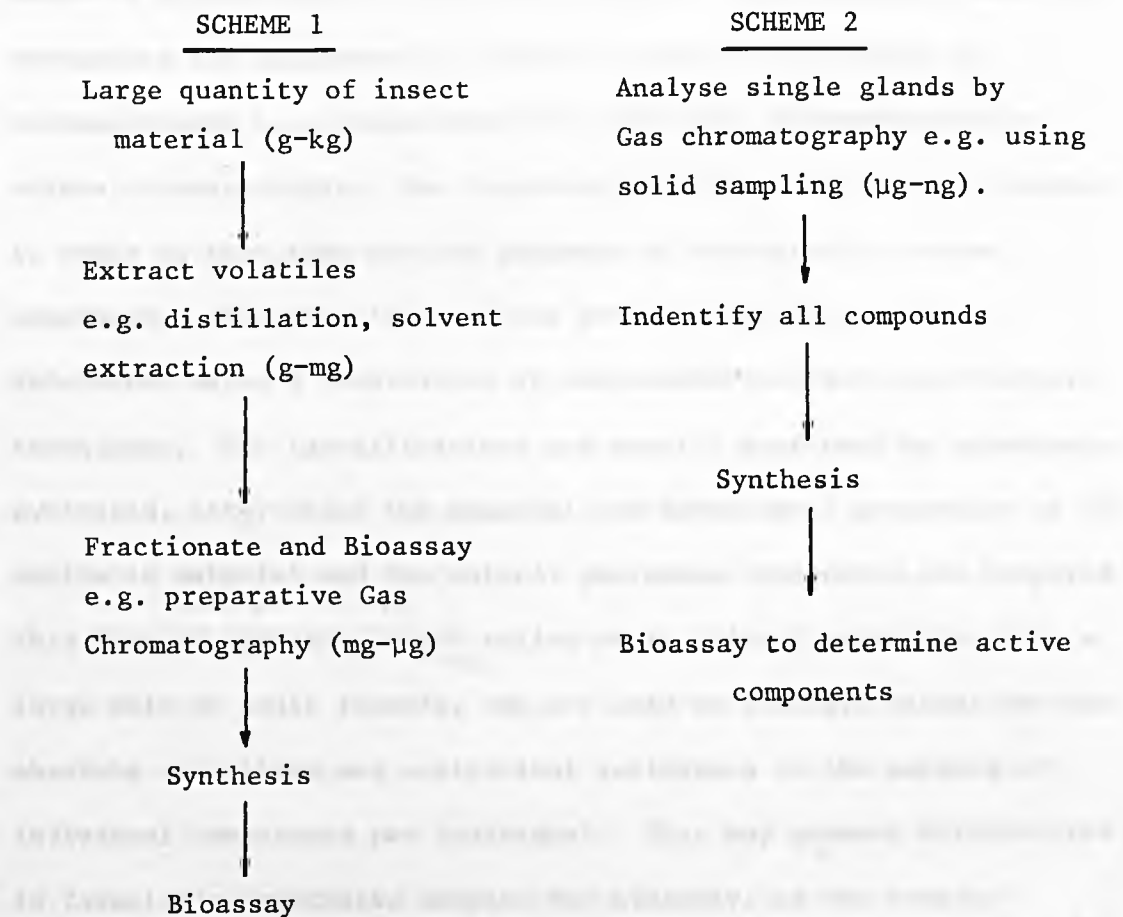 SCHEME 1
Large quantity of insect
material (g-kg)
Extract volatiles
e.g. distillation, solvent
extraction (g-mg)
Fractionate and Bioassay
e.g. preparative Gas
Chromatography (mg-μg)
Synthesis
Bioassay
SCHEME 2
Analyse single glands by
Gas chromatography e.g. using
solid sampling (μg-ng).
Indentify all compounds
Synthesis
Bioassay to determine active
components